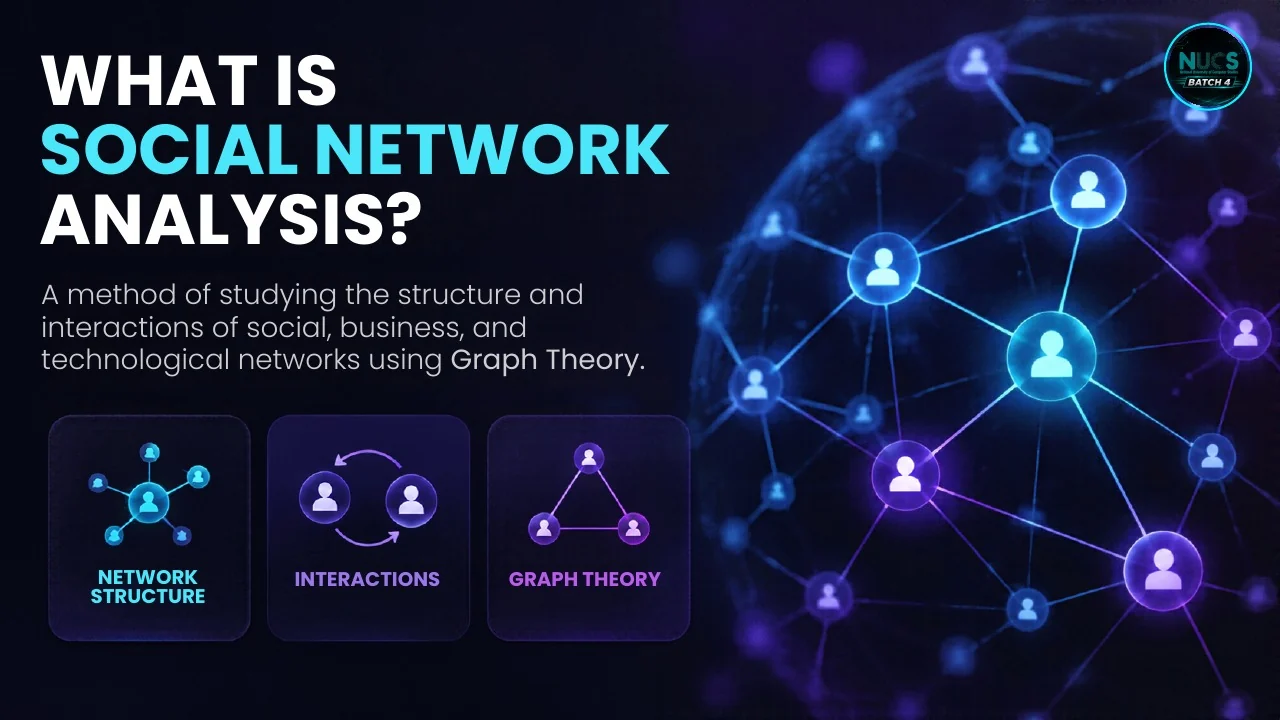 WHAT IS
SOCIAL NETWORK
ANALYSIS?
A method of studying the structure and
interactions of social, business, and
technological networks using Graph Theory.
NETWORK
STRUCTURE
INTERACTIONS
GRAPH THEORY
NUCS
BATCH 4